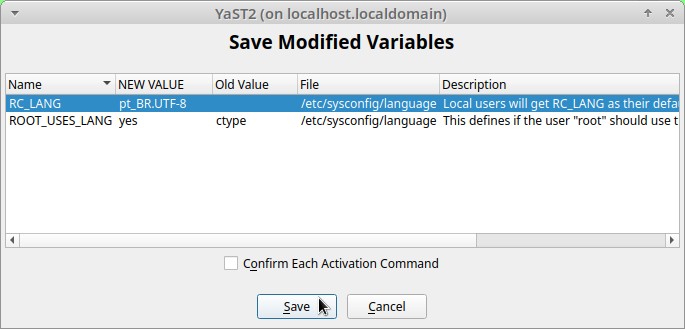 YaST2 (on localhost.localdomain)
Save Modified Variables
Name NEW VALUE Old Value File Description
RC_LANG pt_BR.UTF-8 /etc/sysconfig/language Local users will get RC_LANG as their defa
ROOT_USES_LANG yes ctype /etc/sysconfig/language This defines if the user "root" should use t
Confirm Each Activation Command
Save Cancel